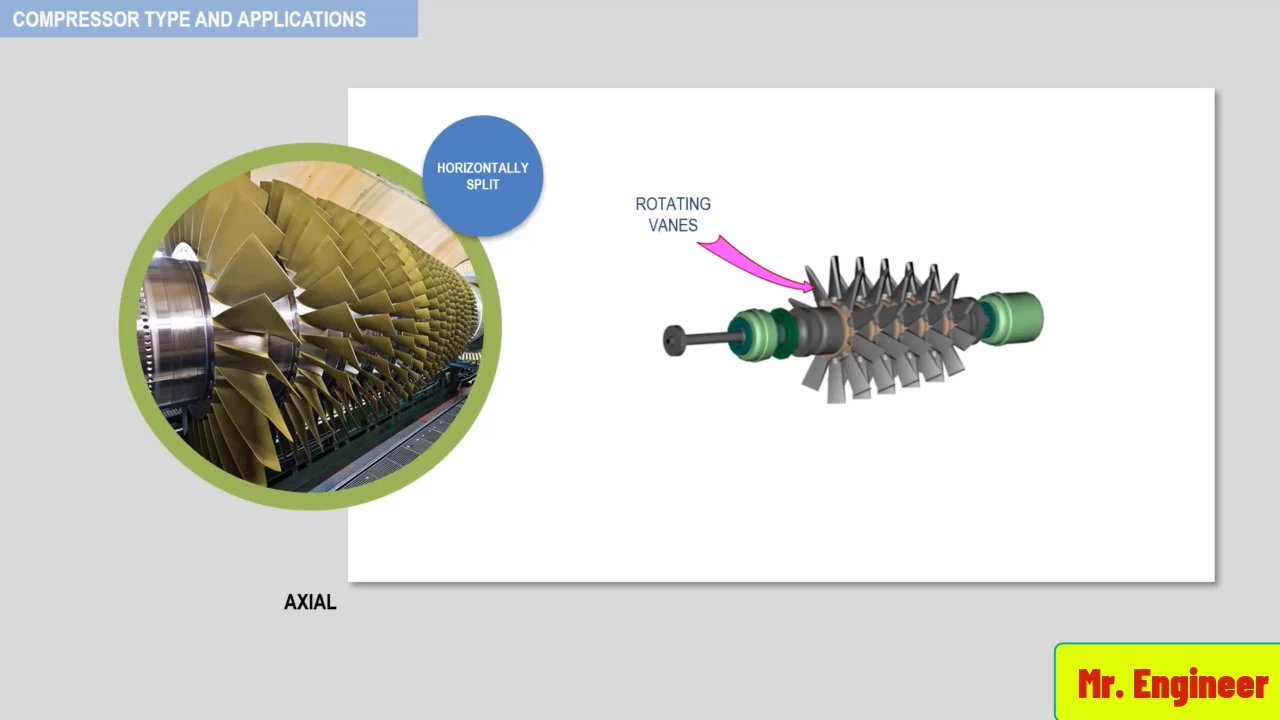 COMPRESSOR TYPE AND APPLICATIONS
HORIZONTALLY
SPLIT
ROTATING
VANES
AXIAL
Mr. Engineer